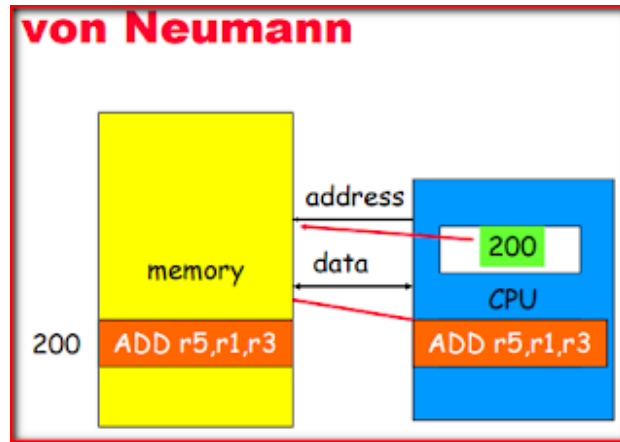 von Neumann
address
200
memory
data
CPU
200
ADD r5,r1,r3
ADD r5,r1,r3